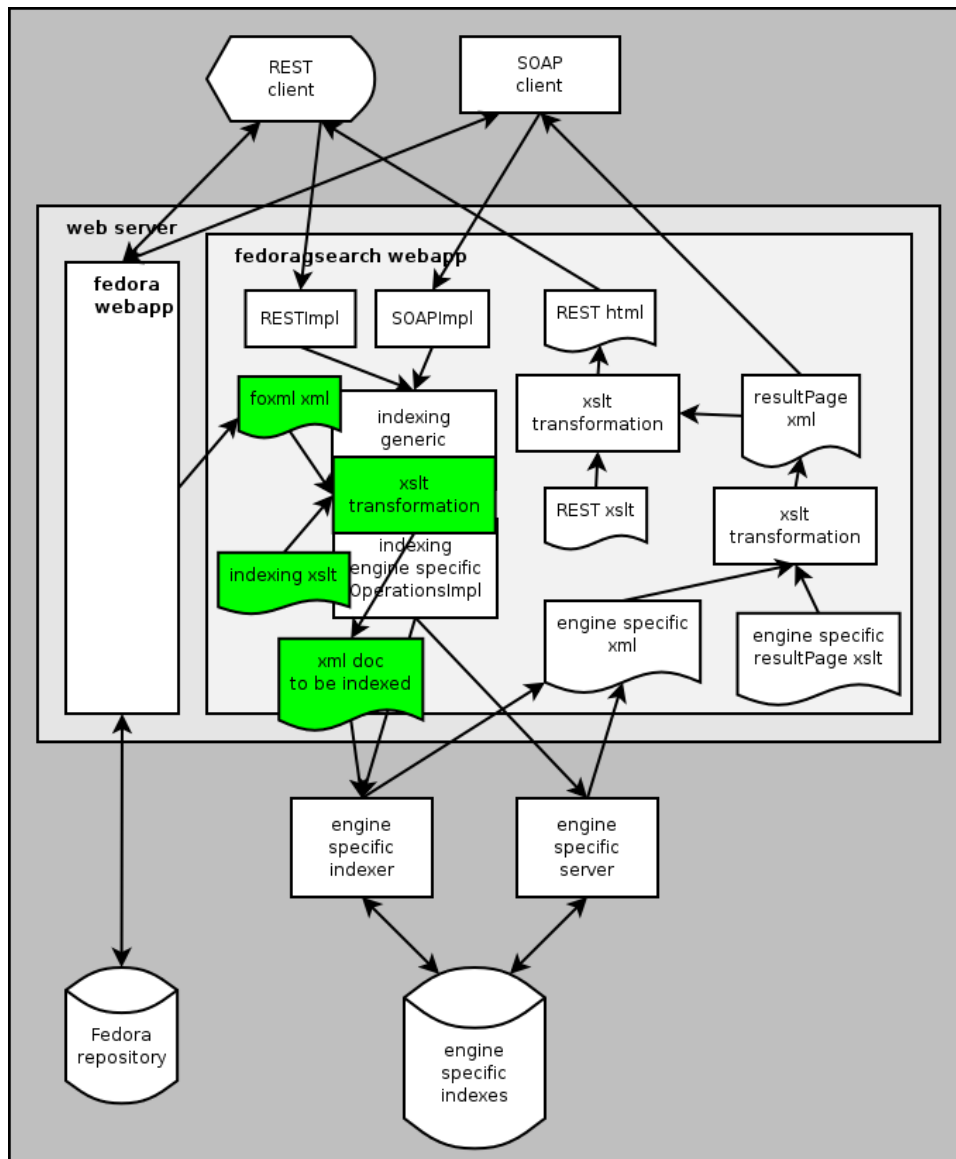 REST
client
SOAP
client
web server
fedoragsearch webapp
fedora
webapp
RESTImpl
SOAPImpl
REST html
foxml xml
indexing
generic
xslt
transformation
resultPage
xml
xslt
transformation
REST xslt
xslt
transformation
indexing xslt
indexing
engine specific
OperationsImpl
engine specific
xml
engine specific
resultPage xslt
xml doc
to be indexed
engine
specific
indexer
engine
specific
server
Fedora
repository
engine
specific
indexes